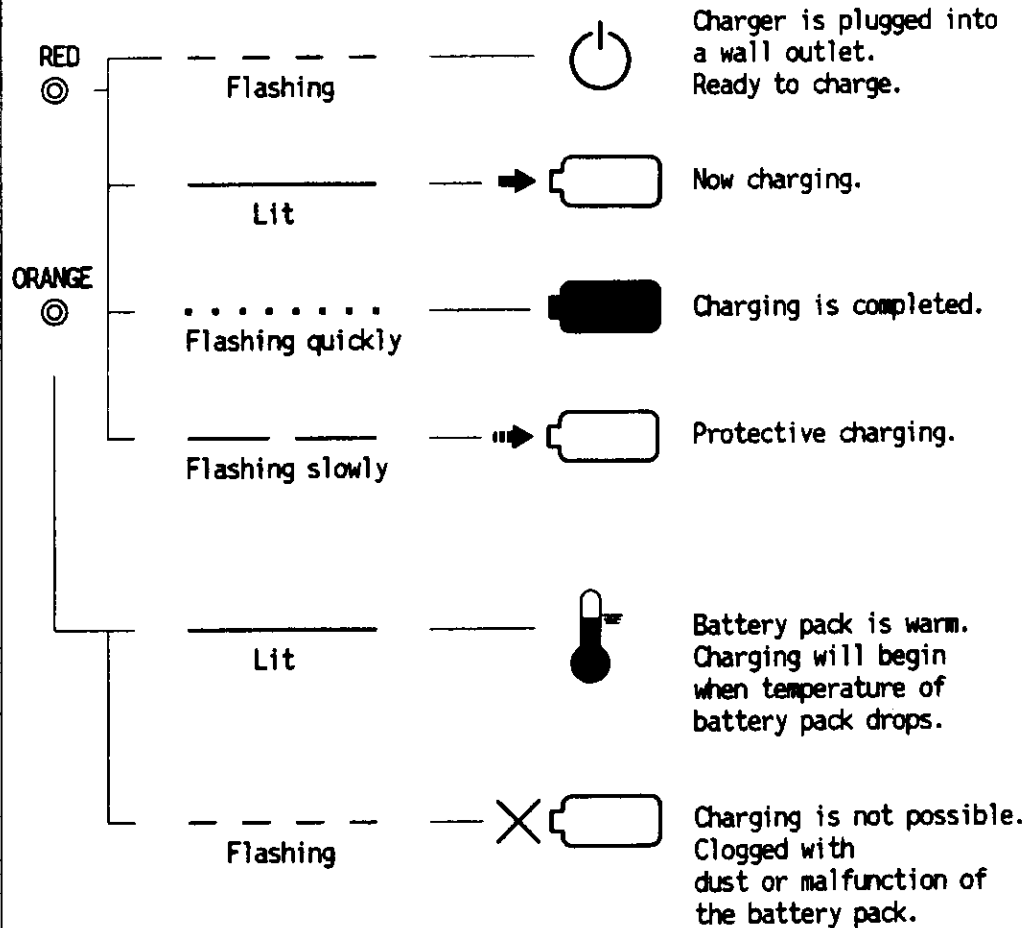 RED
Flashing
Charger is plugged into
a wall outlet.
Ready to charge.
Lit
Now charging.
ORANGE
Flashing quickly
Charging is completed.
Flashing slowly
Protective charging.
Lit
Battery pack is warm.
Charging will begin
when temperature of
battery pack drops.
Flashing
Charging is not possible.
Clogged with
dust or malfunction of
the battery pack.